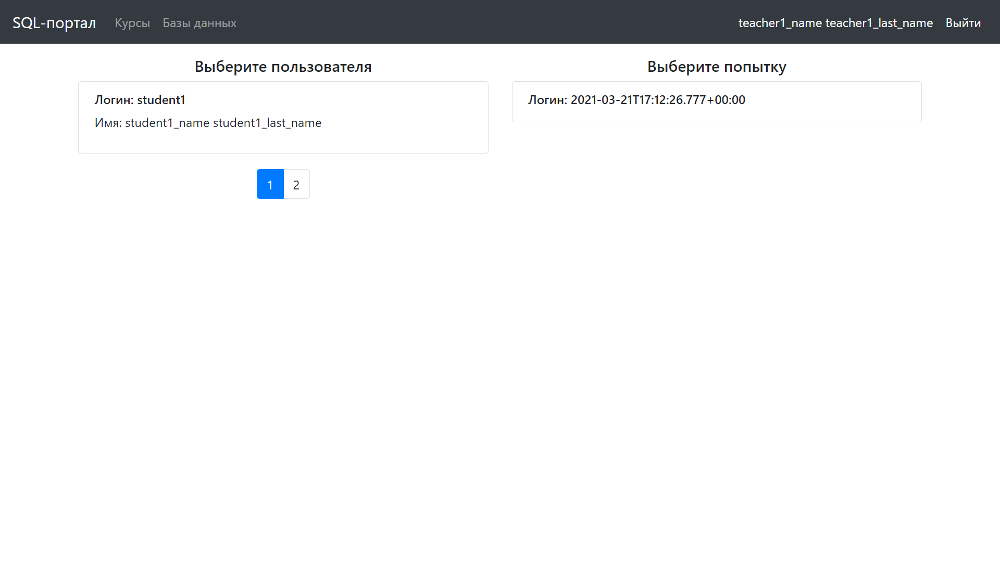 SQL-портал Курсы Базы данных teacher1_name teacher1_last_name Выйти
Выберите пользователя
Логин: student1
Имя: student1_name student1_last_name
1 2
Выберите попытку
Логин: 2021-03-21T17:12:26.777+00:00